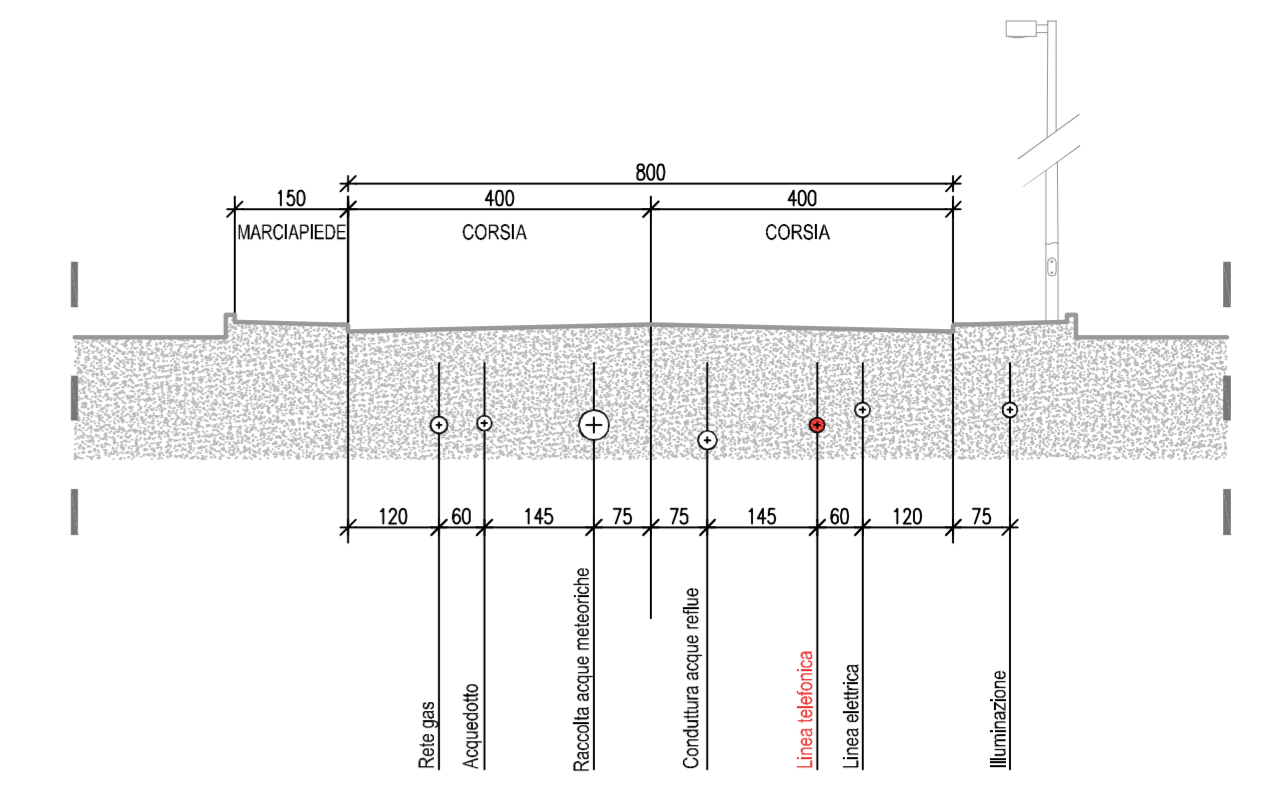 800
150
400
400
MARCIAPIEDE
CORSIA
CORSIA
120
60
145
75
75
145
60
120
75
Rete gas
Acquedotto
Raccolta acque meteoriche
Conduttura acque reflue
Linea telefonica
Linea elettrica
Illuminazione